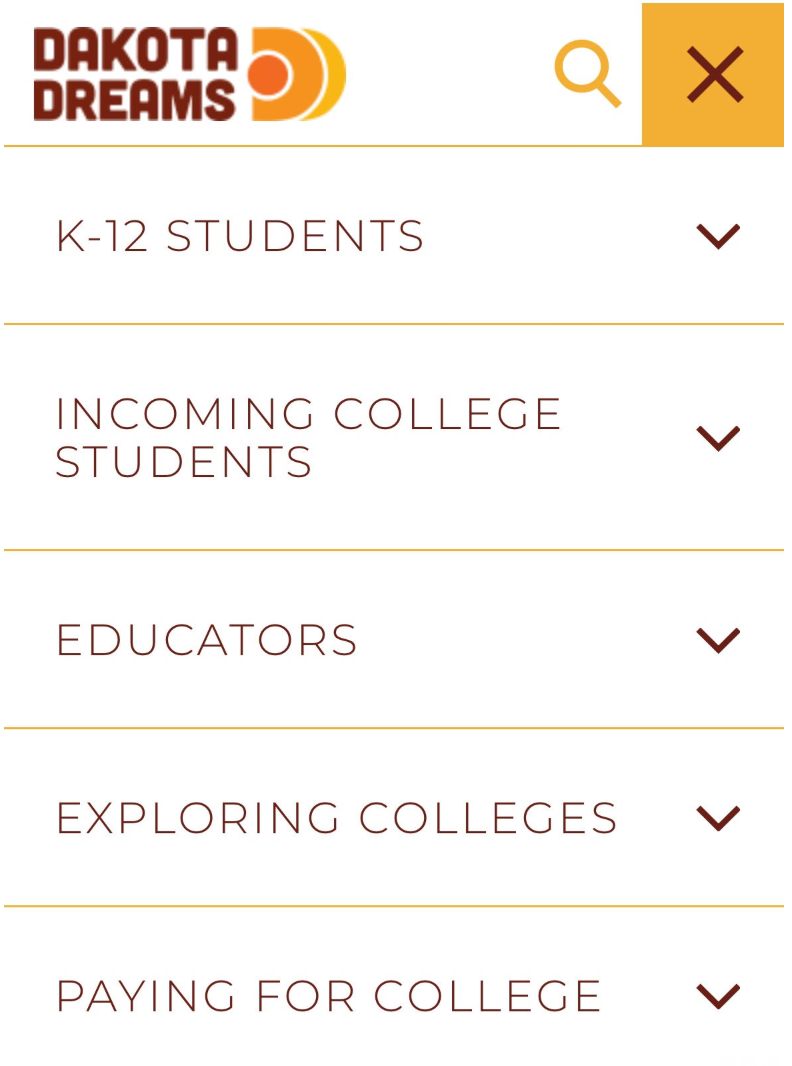 DAKOTA
DREAMS
K-12 STUDENTS
INCOMING COLLEGE
STUDENTS
EDUCATORS
EXPLORING COLLEGES
PAYING FOR COLLEGE